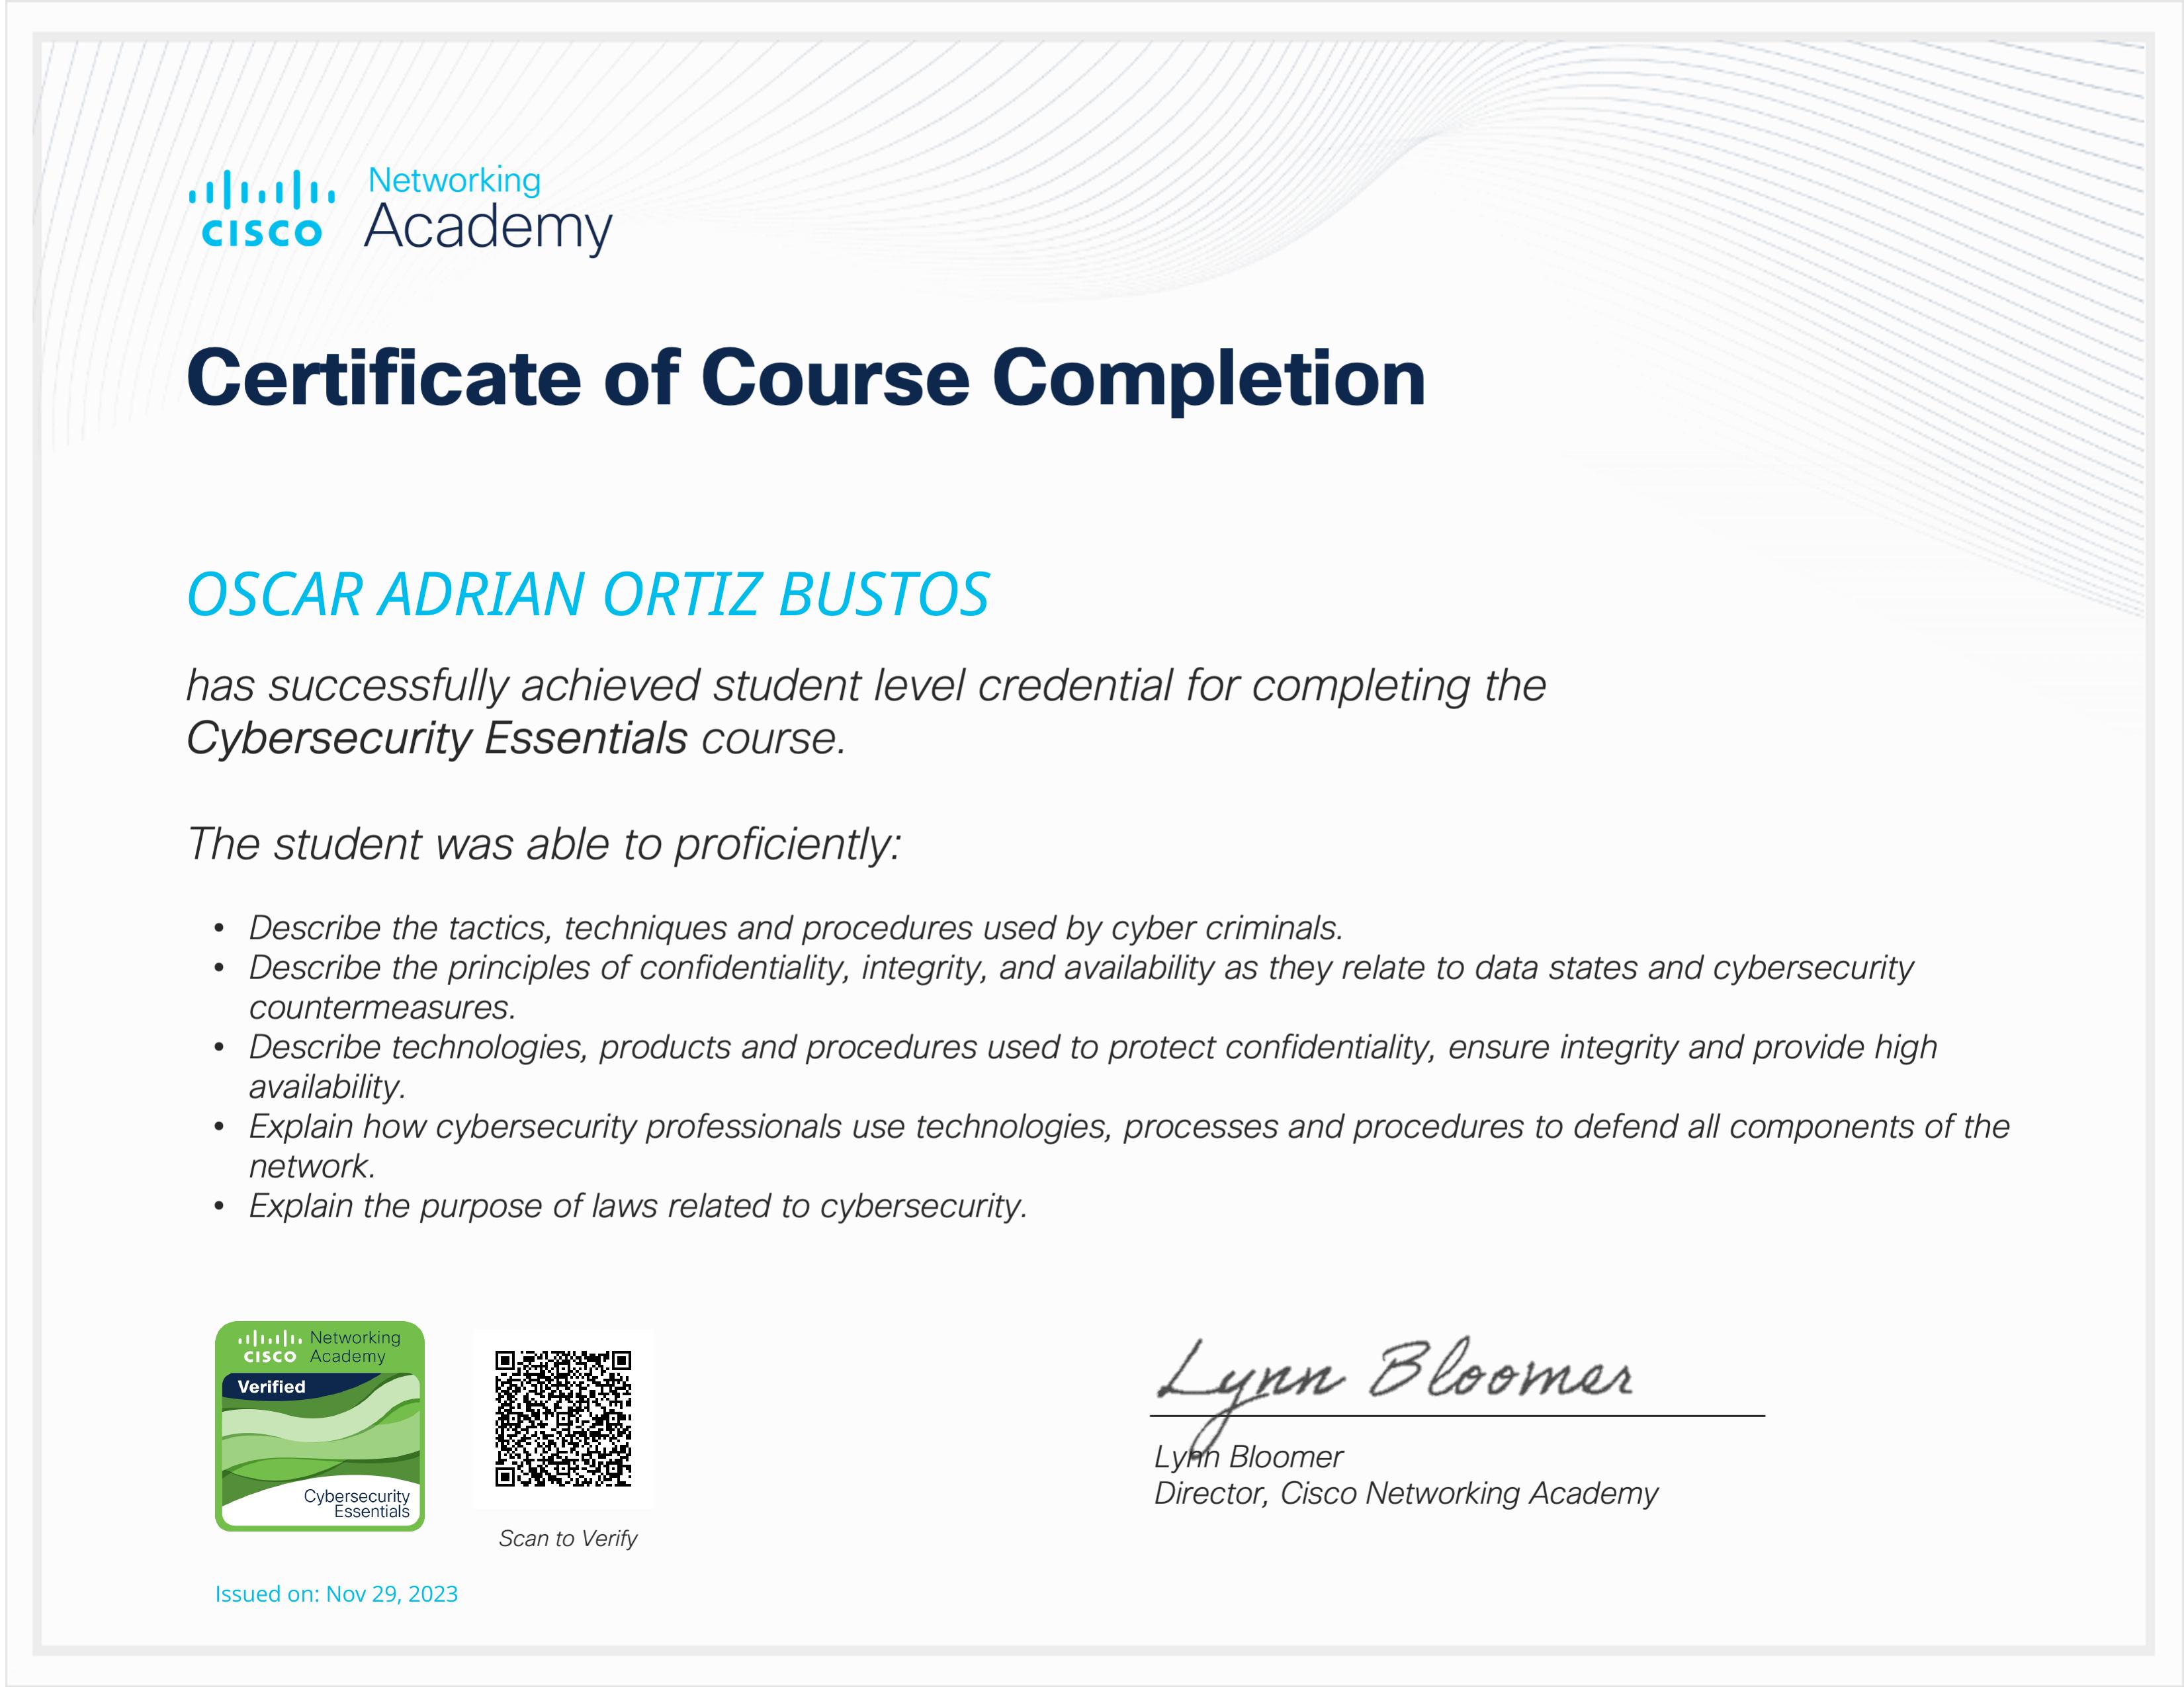 Networking
CISCO Academy
Certificate of Course Completion
OSCAR ADRIAN ORTIZ BUSTOS
has successfully achieved student level credential for completing the
Cybersecurity Essentials course.
The student was able to proficiently:
• Describe the tactics, techniques and procedures used by cyber criminals.
• Describe the principles of confidentiality, integrity, and availability as they relate to data states and cybersecurity
countermeasures.
• Describe technologies, products and procedures used to protect confidentiality, ensure integrity and provide high
availability.
• Explain how cybersecurity professionals use technologies, processes and procedures to defend all components of the
network.
• Explain the purpose of laws related to cybersecurity.
Networking
CISCO Academy
Verified
Cybersecurity
Essentials
Scan to Verify
Issued on: Nov 29, 2023
Lynn Bloomer
Lynn Bloomer
Director, Cisco Networking Academy